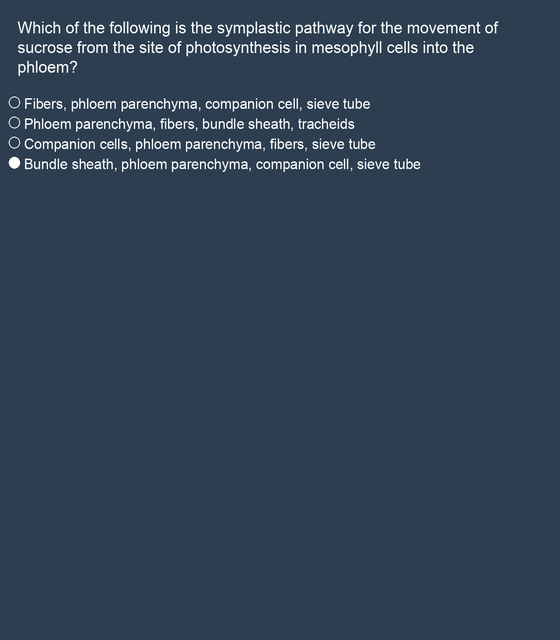 Which of the following is the symplastic pathway for the movement of
sucrose from the site of photosynthesis in mesophyll cells into the
phloem?
Fibers, phloem parenchyma, companion cell, sieve tube
Phloem parenchyma, fibers, bundle sheath, tracheids
Companion cells, phloem parenchyma, fibers, sieve tube
Bundle sheath, phloem parenchyma, companion cell, sieve tube